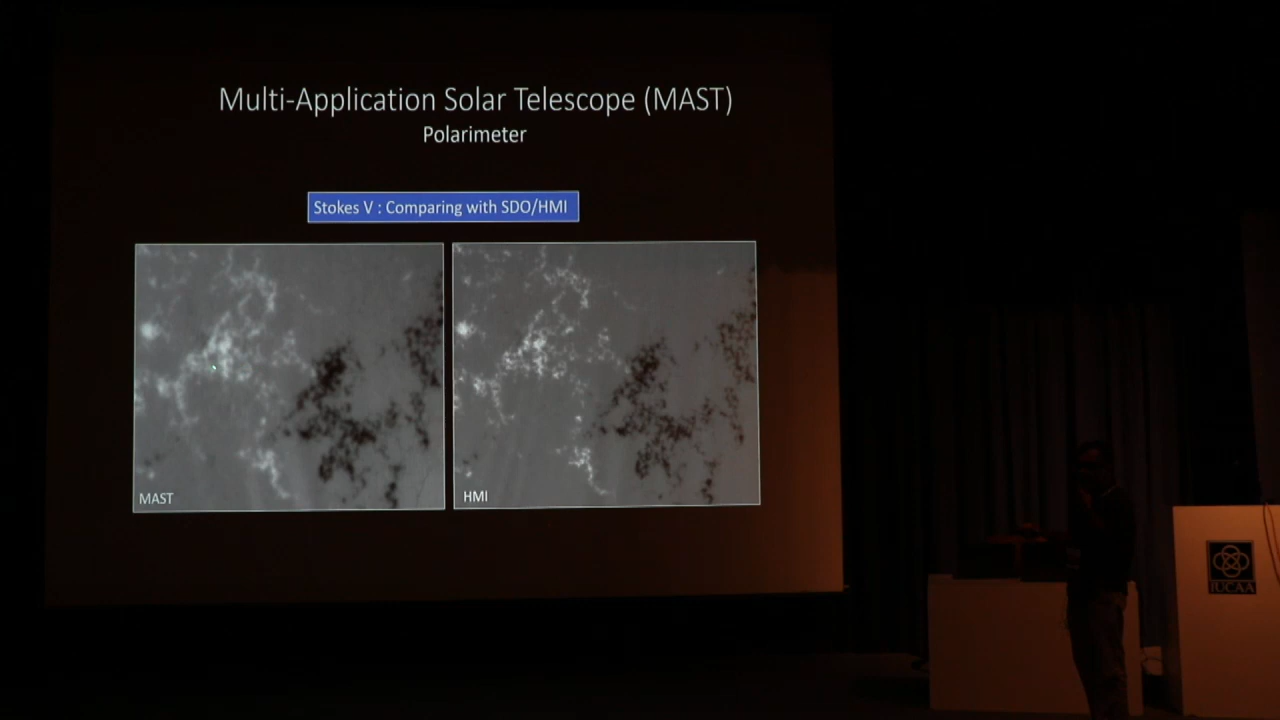 Multi-Application Solar Telescope (MAST)
Polarimeter
Stokes V : Comparing with SDO/HMI
MAST
HMI
IUCAA